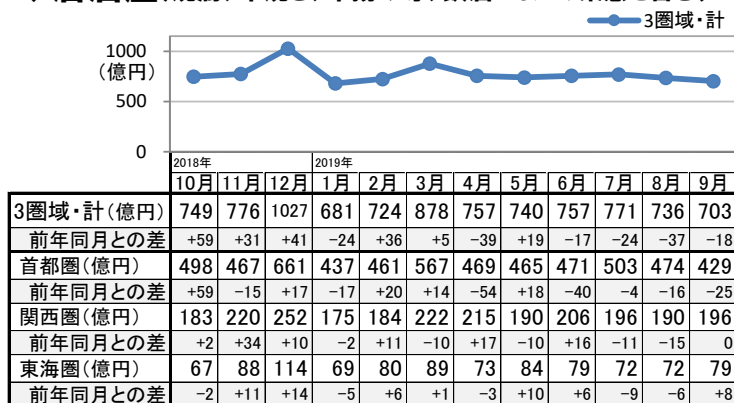 3圏域・計
1000
(億円)
500
0
2018年 2019年
10月 11月 12月 1月 2月 3月 4月 5月 6月 7月 8月 9月
3圏域・計(億円) 749 776 1027 681 724 878 757 740 757 771 736 703
前年同月との差 +59 +31 +41 −24 +36 +5 −39 +19 −17 −24 −37 −18
首都圏(億円) 498 467 661 437 461 567 469 465 471 503 474 429
前年同月との差 +59 −15 +17 −17 +20 +14 −54 +18 −40 −4 −16 −25
関西圏(億円) 183 220 252 175 184 222 215 190 206 196 190 196
前年同月との差 +2 +34 +10 −2 +11 −10 +17 −10 +16 −11 −15 0
東海圏(億円) 67 88 114 69 80 89 73 84 79 72 72 79
前年同月との差 −2 +11 +14 −5 +6 +1 −3 +10 +6 −9 −6 +8